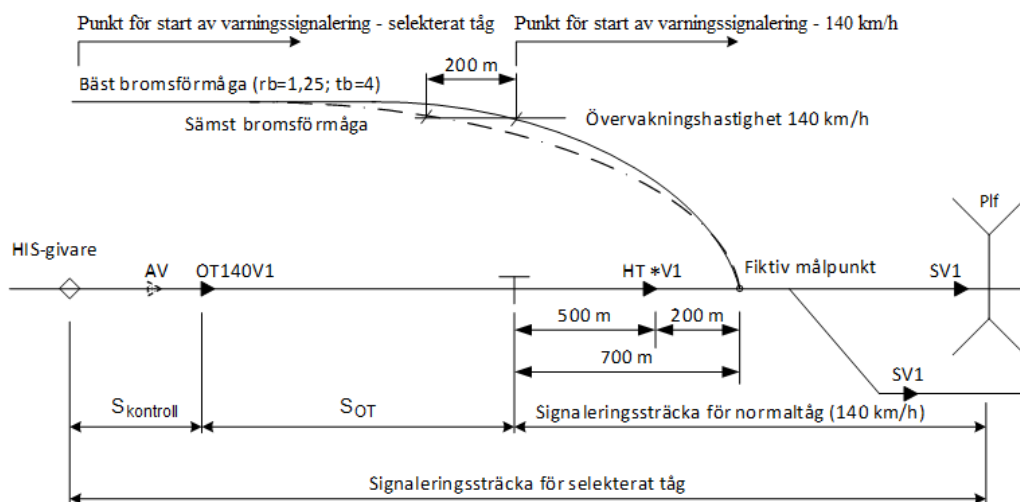 Punkt för start av varningssignalering - selekterat tåg
Punkt för start av varningssignalering - 140 km/h
200 m
Bäst bromsförmåga (rb=1,25; tb=4)
Sämst bromsförmåga
Övervakningshastighet 140 km/h
Plf
HIS-givare
AV
OT140V1
HT *V1
Fiktiv målpunkt
SV1
500 m
200 m
700 m
SV1
Skontroll
SOT
Signaleringssträcka för normaltåg (140 km/h)
Signaleringssträcka för selekterat tåg